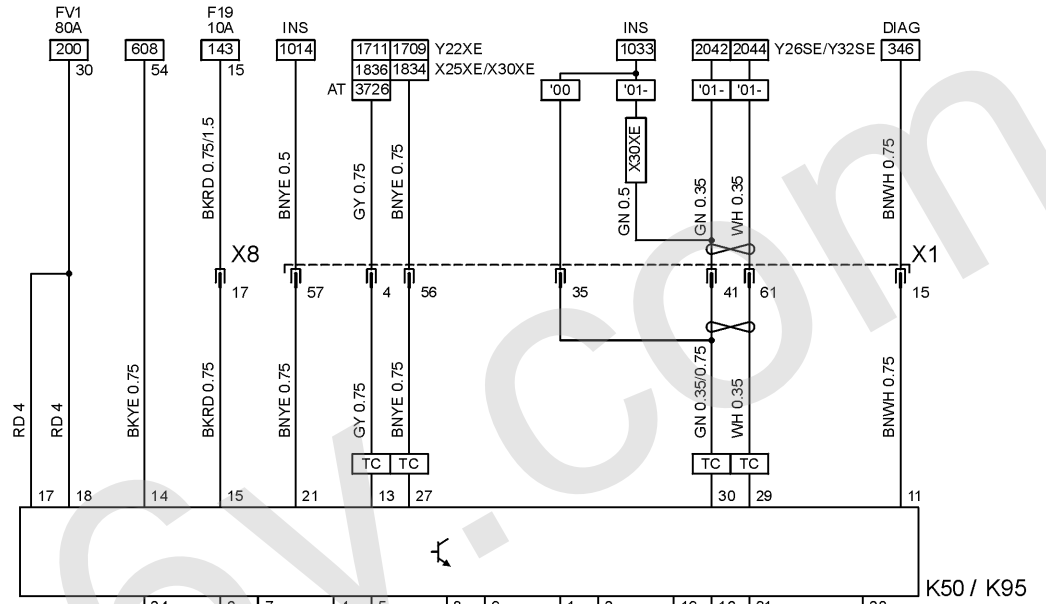 FV1 F19 INS INS DIAG
80A 10A
200 608 143 1014 1711 1709 Y22XE 1033 2042 2044 Y26SE/Y32SE 346
30 54 15 1836 1834 X25XE/X30XE
AT 3726 '00 '01- '01- '01-
BKRD 0.75/1.5 BNYE 0.5 GY 0.75 BNYE 0.75 X30XE GN 0.5 GN 0.35 WH 0.35 BNWH 0.75
X8 X1
17 57 4 56 35 41 61 15
RD 4 RD 4 BKYE 0.75 BKRD 0.75 BNYE 0.75 GY 0.75 BNYE 0.75 GN 0.35/0.75 WH 0.35 BNWH 0.75
TC TC TC TC
17 18 14 15 21 13 27 30 29 11
K50 / K95
6v.com